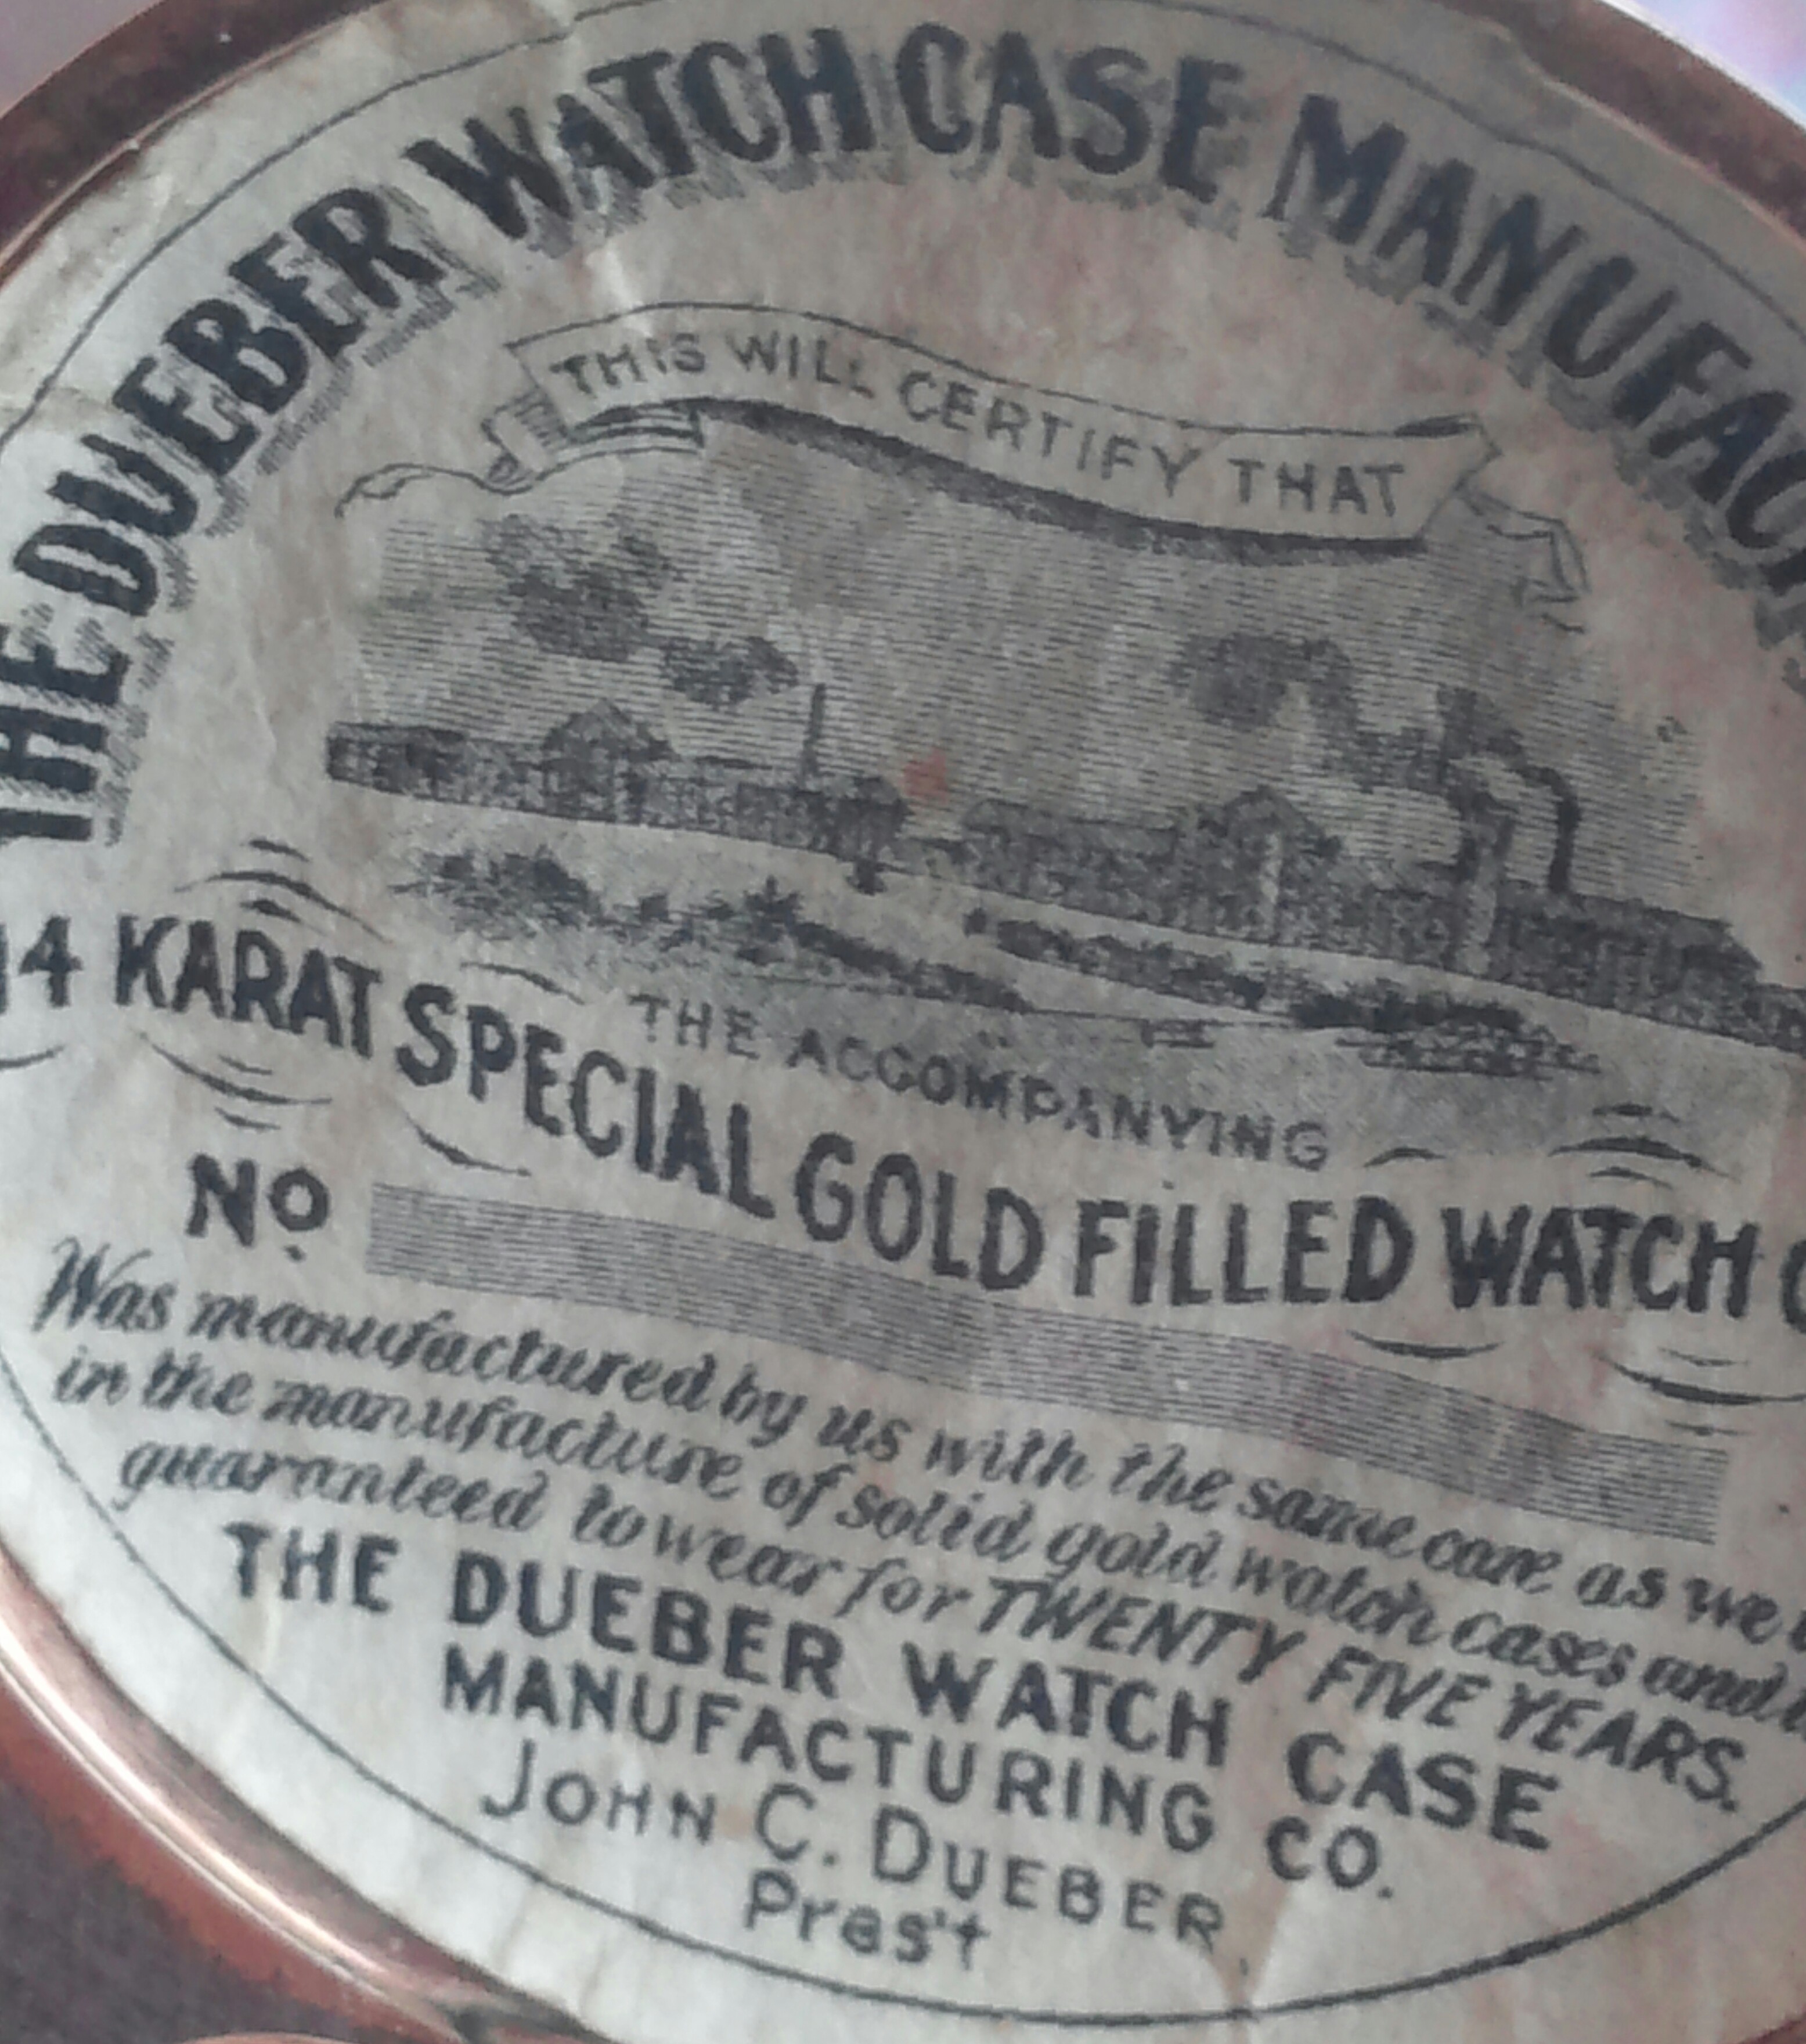 THE DUEBER WATCH CASE MANUFAC
THIS WILL CERTIFY THAT
THE ACCOMPANYING
14 KARAT SPECIAL GOLD FILLED WATCH C
No
Was manufactured by us with the same care as we
in the manufacture of solid gold watch cases and
guaranteed to wear for TWENTY FIVE YEARS.
THE DUEBER WATCH CASE
MANUFACTURING CO.
JOHN C. DUEBER,
Pres't